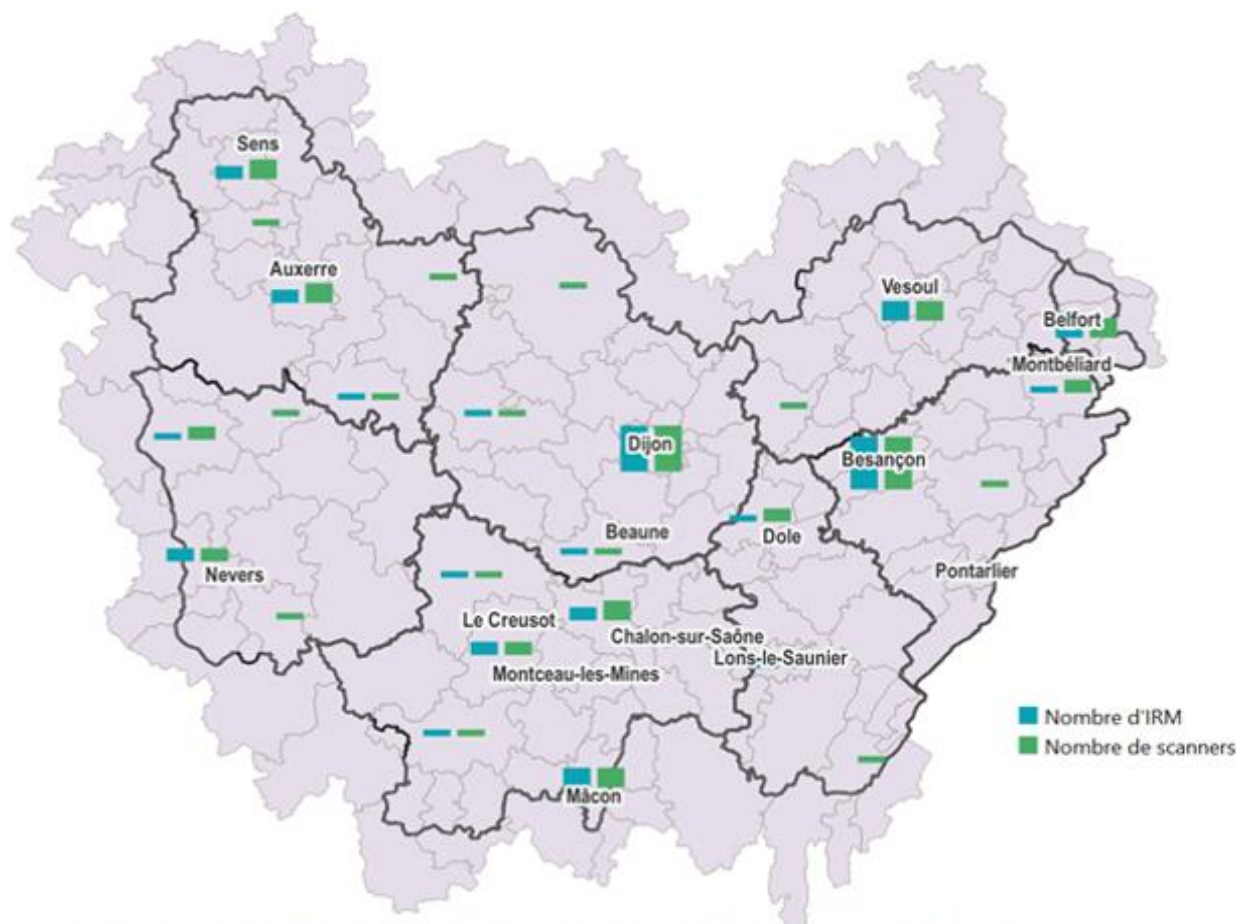 Sens
Auxerre
Vesoul
Belfort
Montbéliard
Dijon
Besançon
Beaune
Dole
Nevers
Pontarlier
Le Creusot
Chalon-sur-Saône
Lons-le-Saunier
Montceau-les-Mines
Nombre d'IRM
Nombre de scanners
Mâcon